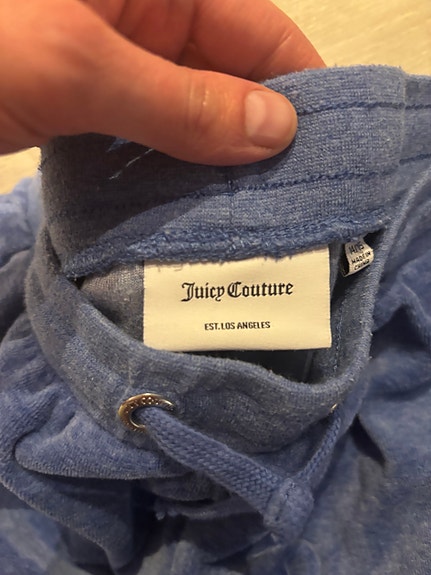 Juicy Couture
EST. LOS ANGELES
MADE IN
CHINA